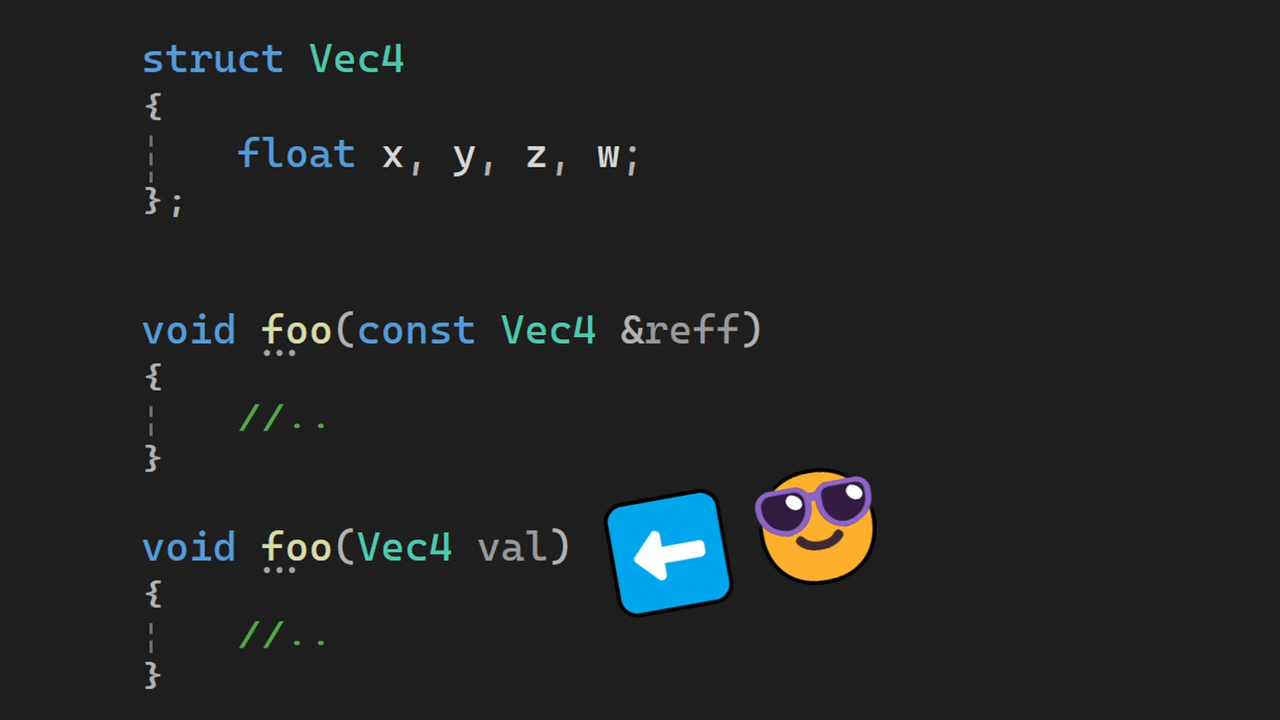 struct Vec4
{
float x, y, z, w;
};
void foo(const Vec4 &reff)
{
//..
}
void foo(Vec4 val)
{
//..
}